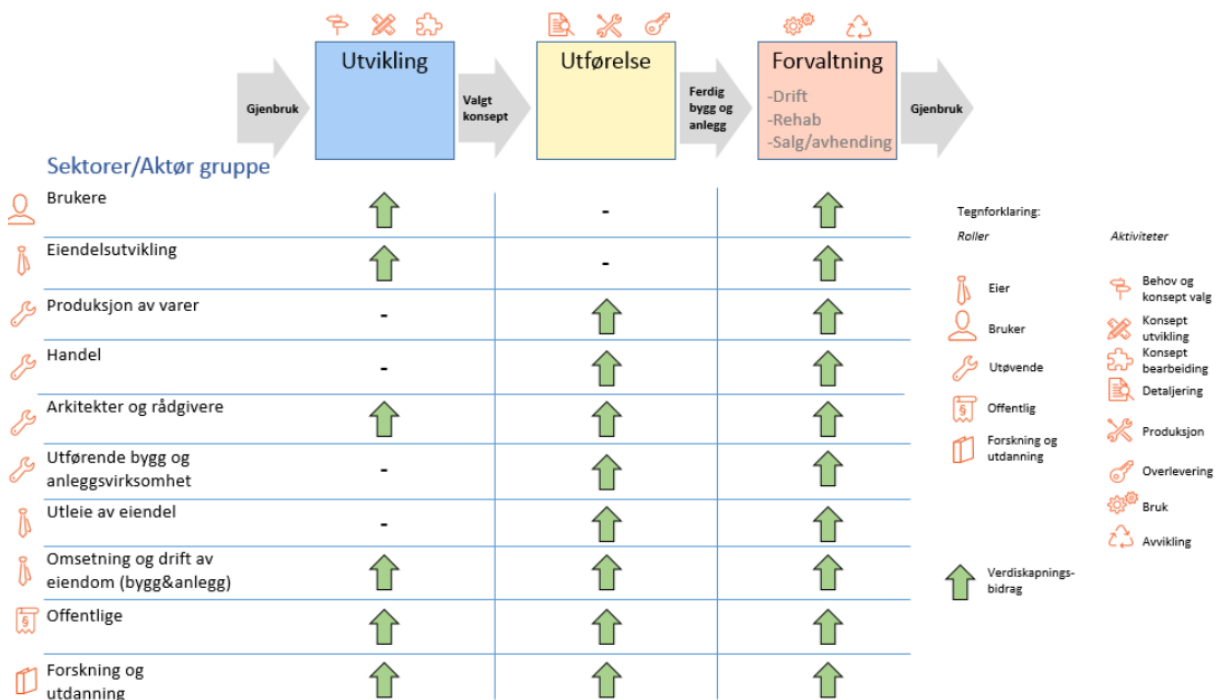 Utvikling
Utførelse
Forvaltning
-Drift
-Rehab
-Salg/avhending
Gjenbruk
Valgt
konsept
Ferdig
bygg og
anlegg
Gjenbruk
Sektorer/Aktør gruppe
Brukere
-
Eiendelsutvikling
-
Produksjon av varer
-
Handel
-
Arkitekter og rådgivere
Utførende bygg og
anleggsvirksomhet
-
Utleie av eiendel
-
Omsetning og drift av
eiendom (bygg&anlegg)
Offentlige
§
Forskning og
utdanning
Tegnforklaring:
Roller
Eier
Bruker
Utøvende
§
Offentlig
Forskning og
utdanning
Aktiviteter
Behov og
konsept valg
Konsept
utvikling
Konsept
bearbeiding
Detaljering
Produksjon
Overlevering
Bruk
Avvikling
Verdiskapnings-
bidrag